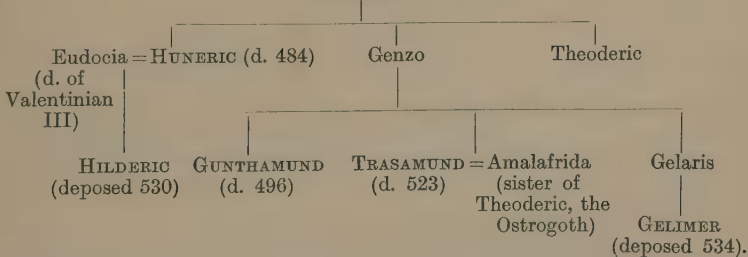 Eudocia = HUNERIC (d. 484) Genzo Theoderic
(d. of
Valentinian
III)
HILDERIC GUNTHAMUND TRASAMUND = Amalafrida Gelaris
(deposed 530) (d. 496) (d. 523) (sister of
Theoderic, the
Ostrogoth) GELIMER
(deposed 534).